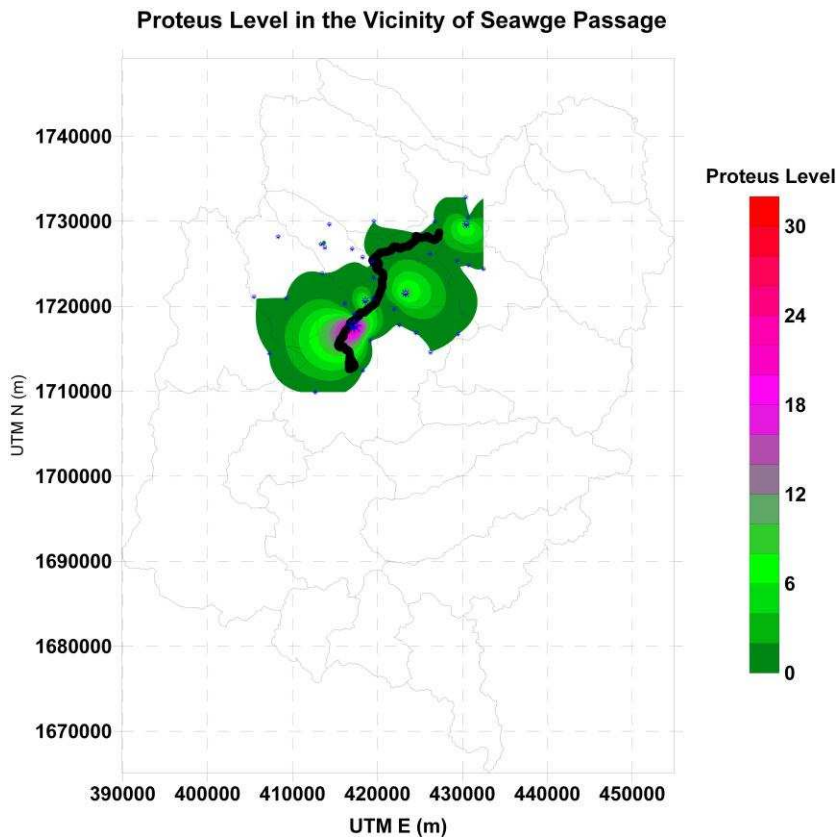 Proteus Level in the Vicinity of Seawge Passage
1740000
1730000
1720000
1710000
1700000
1690000
1680000
1670000
UTM N (m)
390000 400000 410000 420000 430000 440000 450000
UTM E (m)
Proteus Level
30
24
18
12
6
0